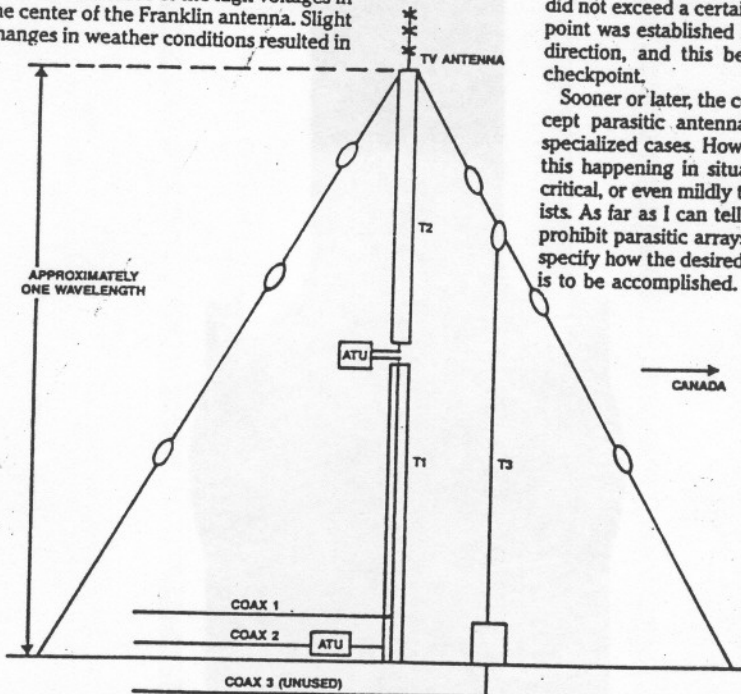 the center of the Franklin antenna. Slight
changes in weather conditions resulted in
did not exceed a certain
point was established
direction, and this be
checkpoint.
Sooner or later, the c
cept parasitic antenna
specialized cases. How
this happening in situa
critical, or even mildly t
ists. As far as I can tell
prohibit parasitic arrays
specify how the desired
is to be accomplished.
TV ANTENNA
T2
APPROXIMATELY
ONE WAVELENGTH
ATU
CANADA
T1
T3
COAX 1
COAX 2
ATU
COAX 3 (UNUSED)